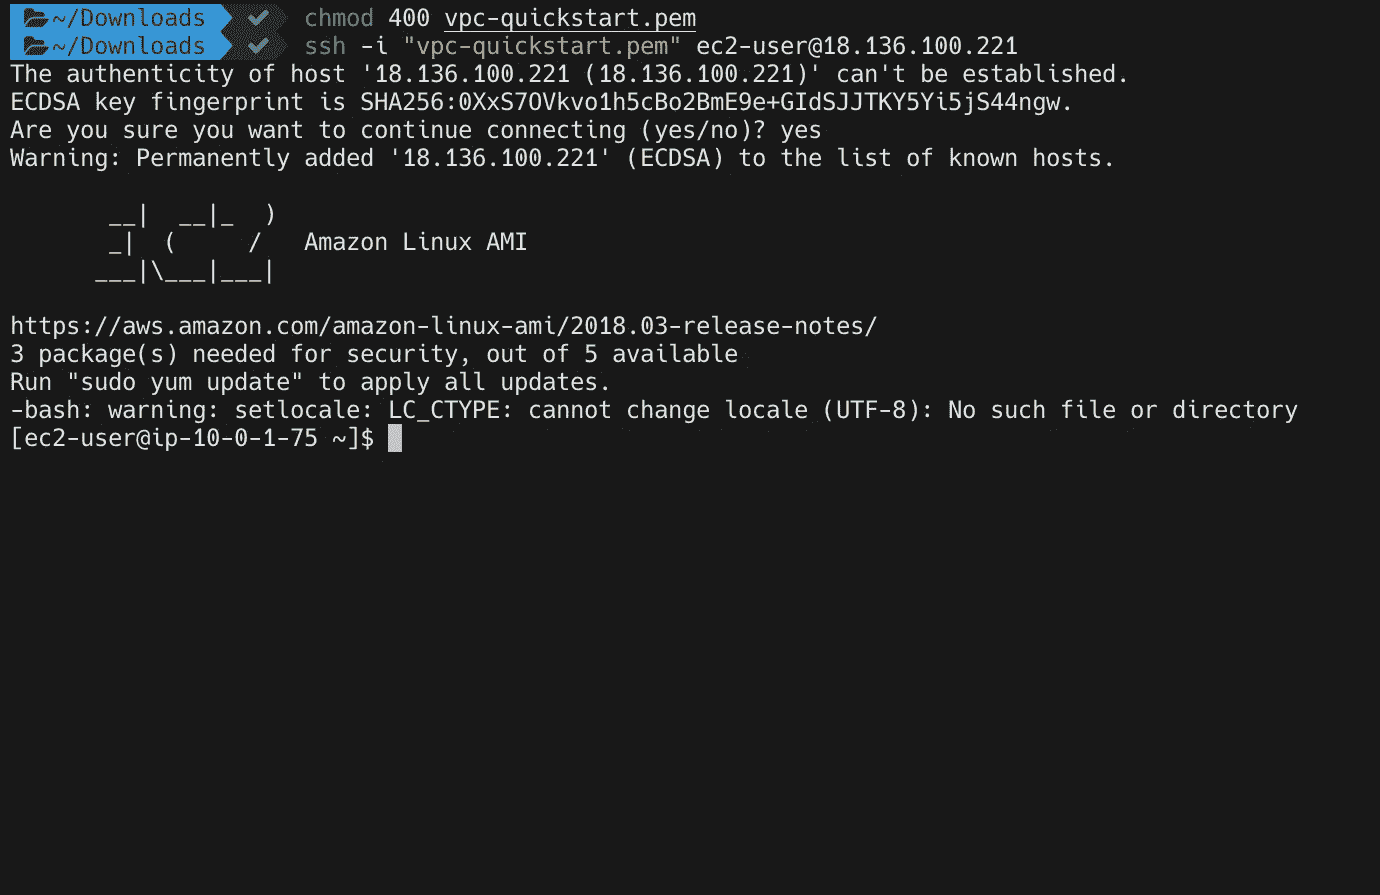 ~/Downloads ✔ chmod 400 vpc-quickstart.pem
~/Downloads ✔ ssh -i "vpc-quickstart.pem" ec2-user@18.136.100.221
The authenticity of host '18.136.100.221 (18.136.100.221)' can't be established.
ECDSA key fingerprint is SHA256:0XxS7OVkvo1h5cBo2BmE9e+GIdSJJTKY5Yi5jS44ngw.
Are you sure you want to continue connecting (yes/no)? yes
Warning: Permanently added '18.136.100.221' (ECDSA) to the list of known hosts.
       __|  __|_  )
       _|  (     /   Amazon Linux AMI
      ___|\___|___|
https://aws.amazon.com/amazon-linux-ami/2018.03-release-notes/
3 package(s) needed for security, out of 5 available
Run "sudo yum update" to apply all updates.
-bash: warning: setlocale: LC_CTYPE: cannot change locale (UTF-8): No such file or directory
[ec2-user@ip-10-0-1-75 ~]$